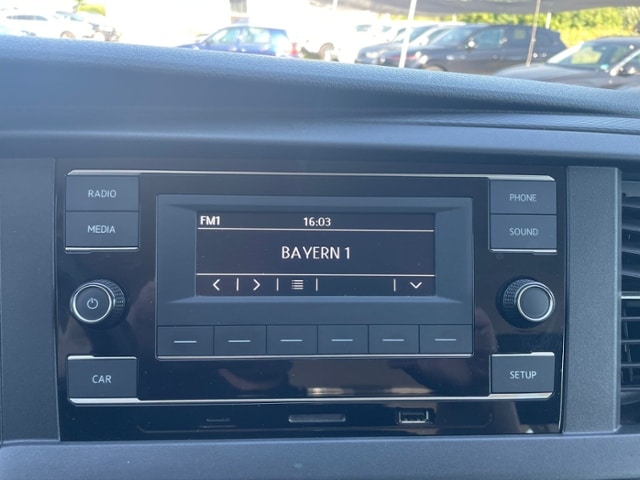 RADIO
MEDIA
FM1 16:03
BAYERN 1
PHONE
SOUND
CAR
SETUP